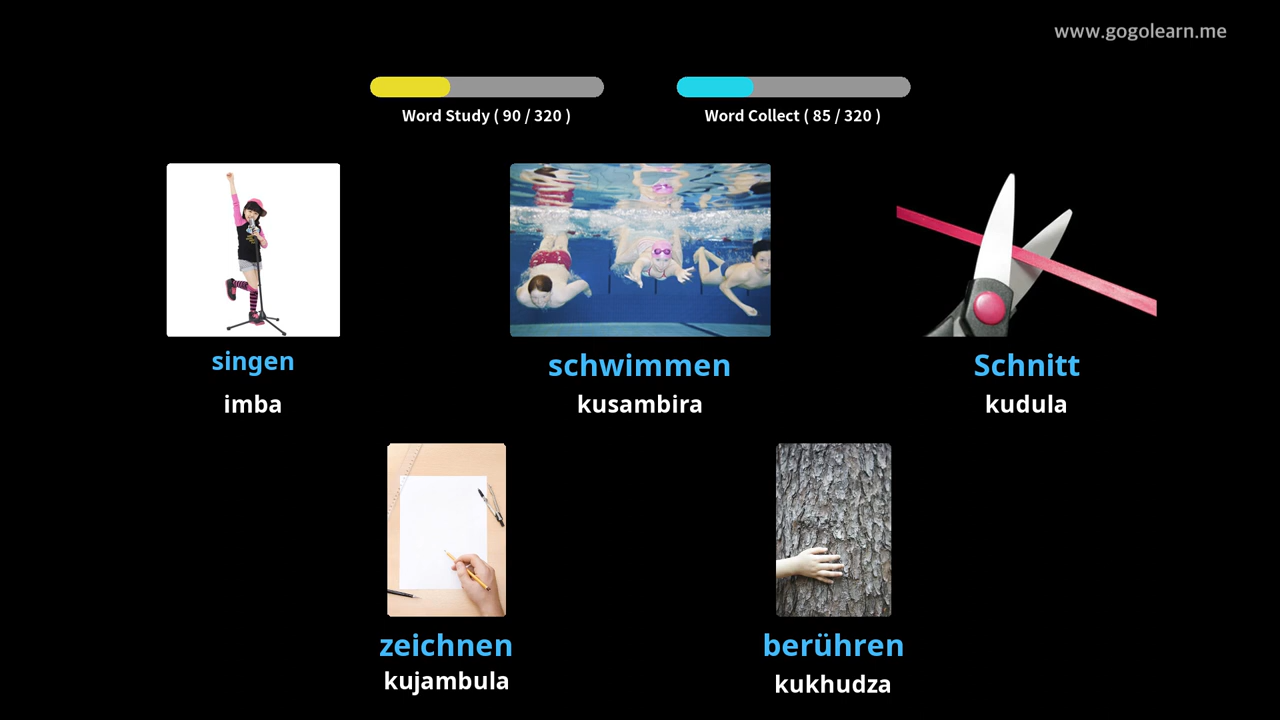 www.gogolearn.me
Word Study ( 90 / 320 )
Word Collect ( 85 / 320 )
singen
imba
schwimmen
kusambira
Schnitt
kudula
zeichnen
kujambula
berühren
kukhudza